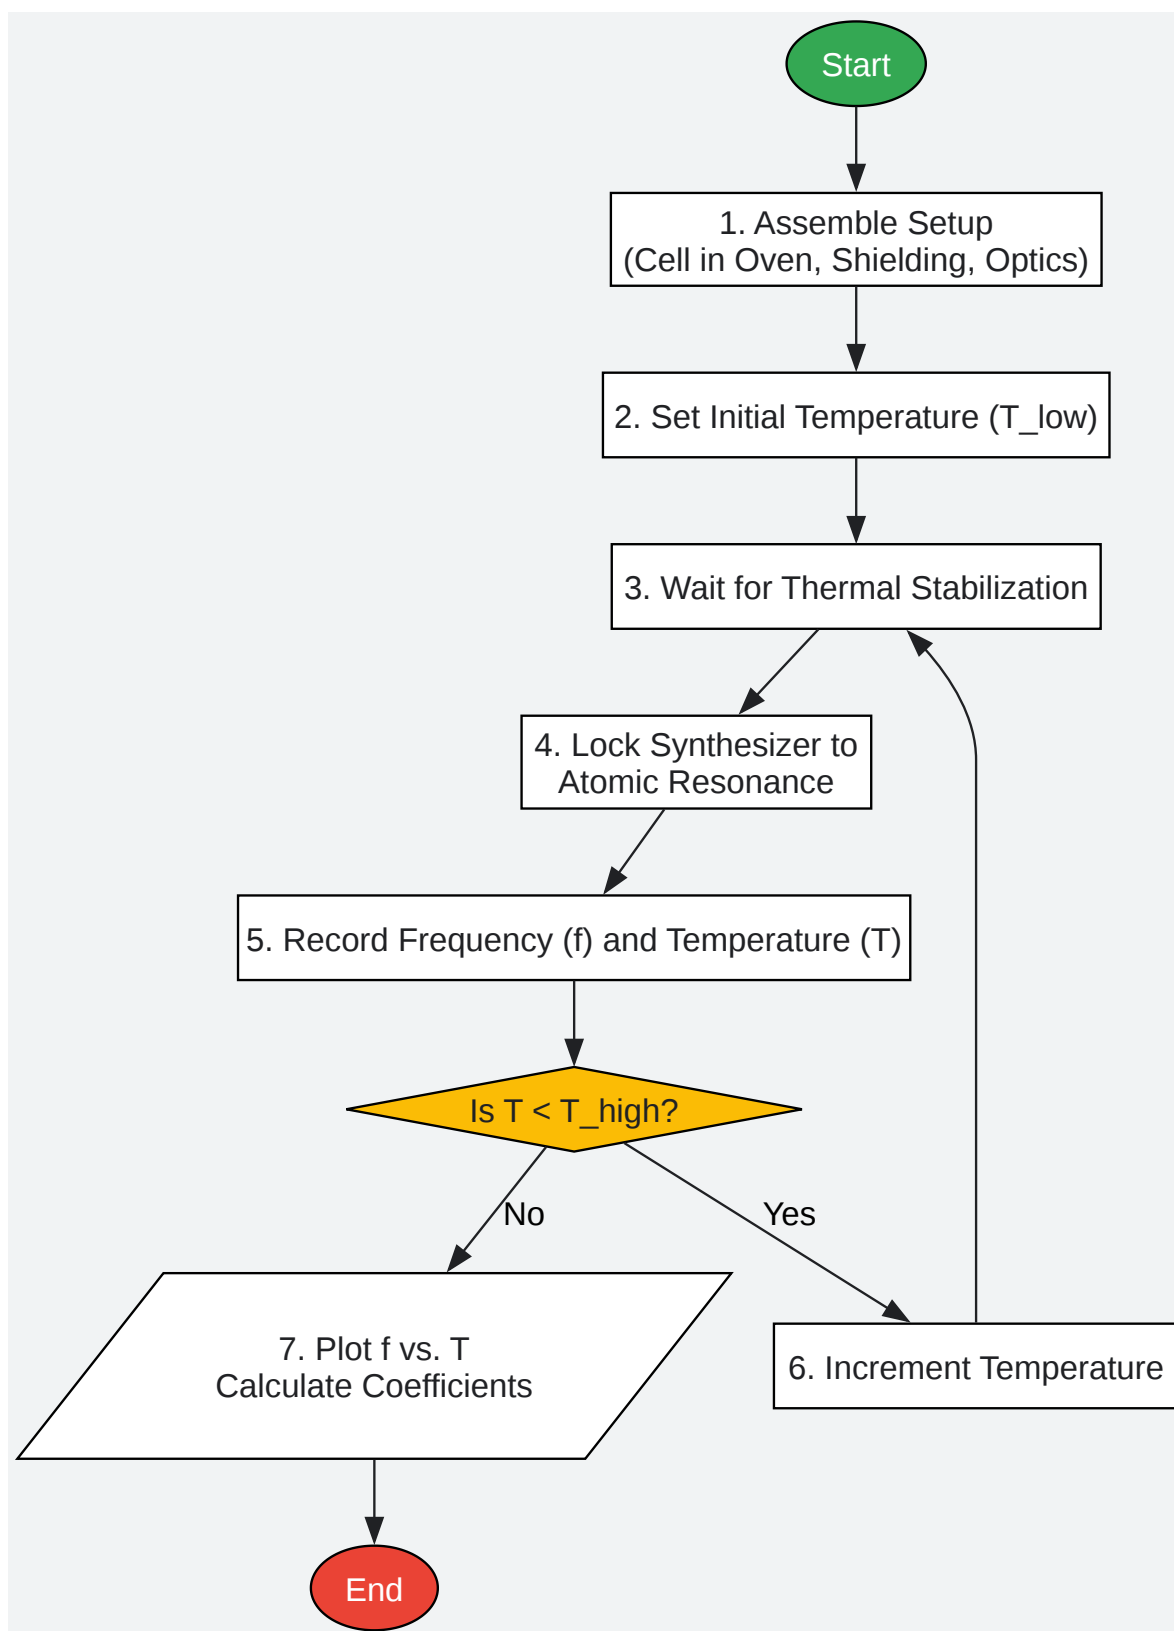 Start
1. Assemble Setup
(Cell in Oven, Shielding, Optics)
2. Set Initial Temperature (T_low)
3. Wait for Thermal Stabilization
4. Lock Synthesizer to
Atomic Resonance
5. Record Frequency (f) and Temperature (T)
Is T < T_high?
No
Yes
7. Plot f vs. T
Calculate Coefficients
6. Increment Temperature
End